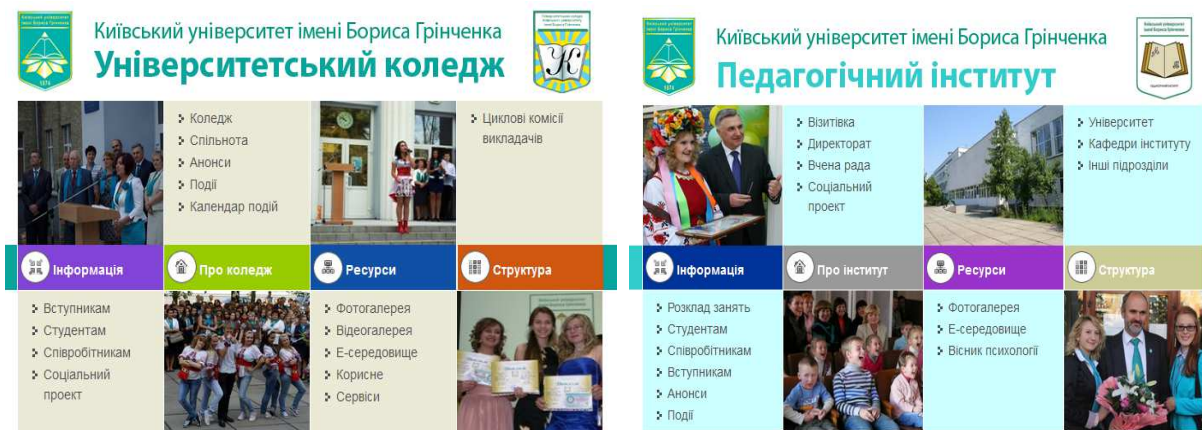 Київський університет імені Бориса Грінченка
Університетський коледж
Коледж
Спільнота
Анонси
Події
Календар подій
Циклові комісії
викладачів
Інформація
Про коледж
Ресурси
Структура
Вступникам
Студентам
Співробітникам
Соціальний
проект
Фотогалерея
Відеогалерея
Е-середовище
Корисне
Сервіси
Київський університет імені Бориса Грінченка
Педагогічний інститут
Візитівка
Директорат
Вчена рада
Соціальний
проект
Університет
Кафедри інституту
Інші підрозділи
Інформація
Про інститут
Ресурси
Структура
Розклад занять
Студентам
Співробітникам
Вступникам
Анонси
Події
Фотогалерея
Е-середовище
Вісник психології